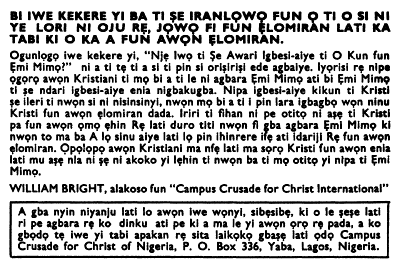 BI IWE KEKERE YI BA TI ṢE IRANLỌWỌ FUN Ọ TI O SI NI
YE LORI NI OJU RẸ, JỌWỌ FI FUN ẸLOMIRAN LATI KA
TABI KI O KA A FUN AWỌN ẸLOMIRAN.
Ogunlọgọ iwe kekere yi, "Njẹ Iwọ ti Ṣe Awari Igbesi-aiye ti O Kun fun
Ẹmi Mimọ?" ni a ti tẹ ti a si ti pin ni oriṣiriṣi ede agbaiye. Iyọrisi rẹ nipe
ọgọrọ awọn Kristiani ti mọ bi a ti le ni agbara Ẹmi Mimọ ati bi Ẹmi Mimọ
ti ṣe ndari igbesi-aiye enia nigbakugba. Nipa igbesi-aiye kikun ti Kristi
ṣe ileri ti nwọn si ni nisinsinyi, nwọn mọ bi a ti i pin lara igbagbọ wọn ninu
Kristi fun awọn ẹlomiran dada. Iriri ti fihan ni pe otitọ ni aṣẹ ti Kristi
pa fun awọn ọmọ ẹhin Rẹ lati duro titi nwọn fi gba agbara Ẹmi Mimọ ki
nwọn to ma ba A lọ sinu aiye lati lọ pin ihinrere ifẹ ati idariji Rẹ fun awọn
ẹlomiran. Ọpọlọpọ awọn Kristiani ma nfẹ lati ma sọrọ Kristi fun awọn enia
lati mu aṣẹ nla ni ṣẹ ni akoko yi lẹhin ti nwọn ba ti mọ otitọ yi nipa ti Ẹmi
Mimọ.
WILLIAM BRIGHT, alakoso fun "Campus Crusade for Christ International"
A gba nyin niyanju lati lo awọn iwe wọnyi, sibẹsibẹ, ki o le ṣeṣe lati
ri pe agbara rẹ ko dinku ati pe ki a ma le yi awọn ọrọ rẹ pada, a ko
gbọdọ tẹ iwe yi tabi apakan rẹ sita laikọkọ gbaṣẹ lati ọdọ Campus
Crusade for Christ of Nigeria, P. O. Box 336, Yaba, Lagos, Nigeria.